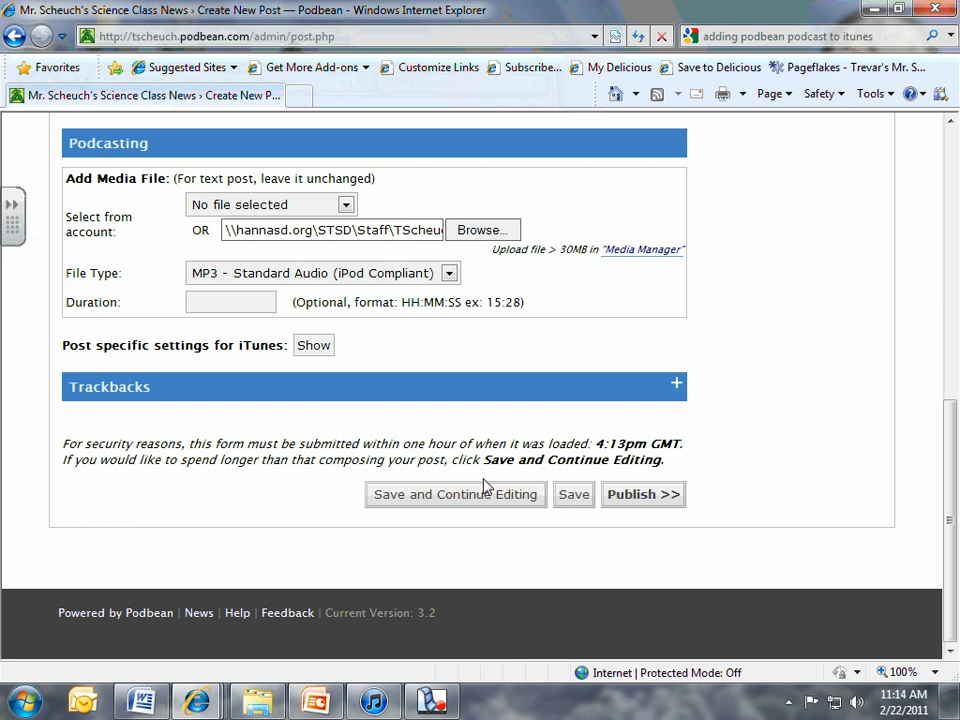 Mr. Scheuch's Science Class News › Create New Post — Podbean - Windows Internet Explorer
http://tscheuch.podbean.com/admin/post.php
adding podbean podcast to itunes
Favorites
Suggested Sites
Get More Add-ons
Customize Links
Subscribe...
My Delicious
Save to Delicious
Pageflakes - Trevar's Mr. S...
Mr. Scheuch's Science Class News › Create New P...
Page
Safety
Tools
Podcasting
Add Media File: (For text post, leave it unchanged)
No file selected
Select from account:
OR \\hannasd.org\STSD\Staff\TScheu Browse...
Upload file > 30MB in "Media Manager"
File Type: MP3 - Standard Audio (iPod Compliant)
Duration: (Optional, format: HH:MM:SS ex: 15:28)
Post specific settings for iTunes: Show
Trackbacks +
For security reasons, this form must be submitted within one hour of when it was loaded: 4:13pm GMT.
If you would like to spend longer than that composing your post, click Save and Continue Editing.
Save and Continue Editing Save Publish >>
Powered by Podbean | News | Help | Feedback | Current Version: 3.2
Internet | Protected Mode: Off
100%
11:14 AM
2/22/2011